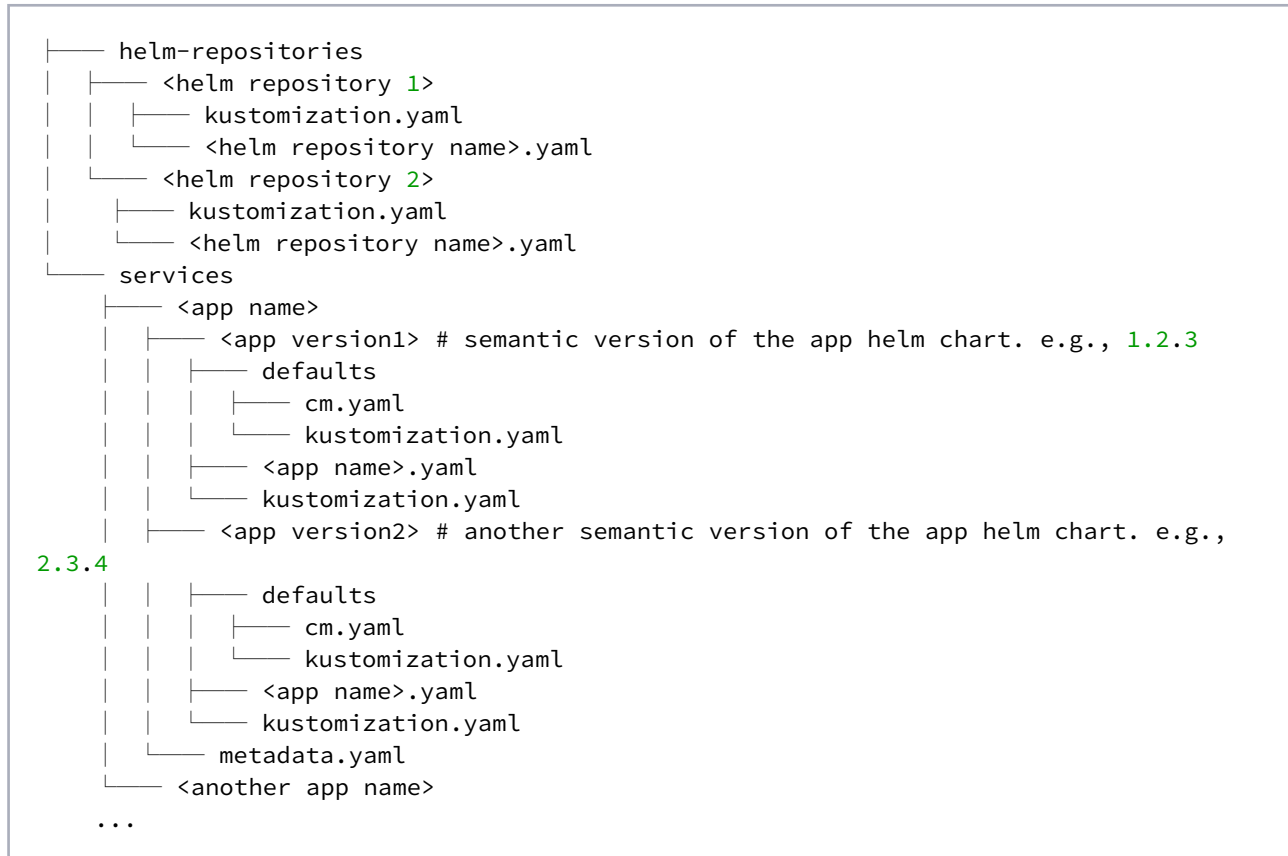 ├── helm-repositories
│   ├── <helm repository 1>
│   │   ├── kustomization.yaml
│   │   └── <helm repository name>.yaml
│   └── <helm repository 2>
│       ├── kustomization.yaml
│       └── <helm repository name>.yaml
└── services
    ├── <app name>
    │   ├── <app version1> # semantic version of the app helm chart. e.g., 1.2.3
    │   │   ├── defaults
    │   │   │   ├── cm.yaml
    │   │   │   └── kustomization.yaml
    │   │   ├── <app name>.yaml
    │   │   └── kustomization.yaml
    │   ├── <app version2> # another semantic version of the app helm chart. e.g.,
2.3.4
    │   │   ├── defaults
    │   │   │   ├── cm.yaml
    │   │   │   └── kustomization.yaml
    │   │   ├── <app name>.yaml
    │   │   └── kustomization.yaml
    │   └── metadata.yaml
    └── <another app name>
    ...